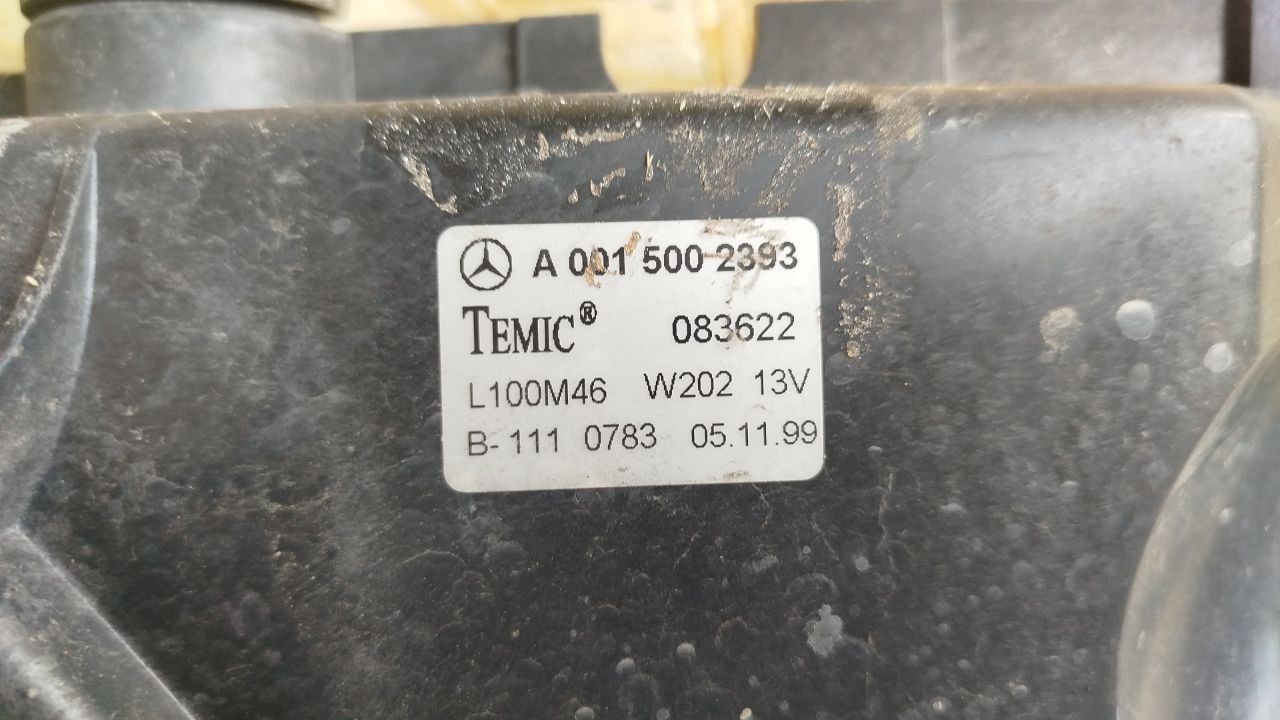 A 001 500 2393
TEMIC® 083622
L100M46 W202 13V
B- 111 0783 05.11.99